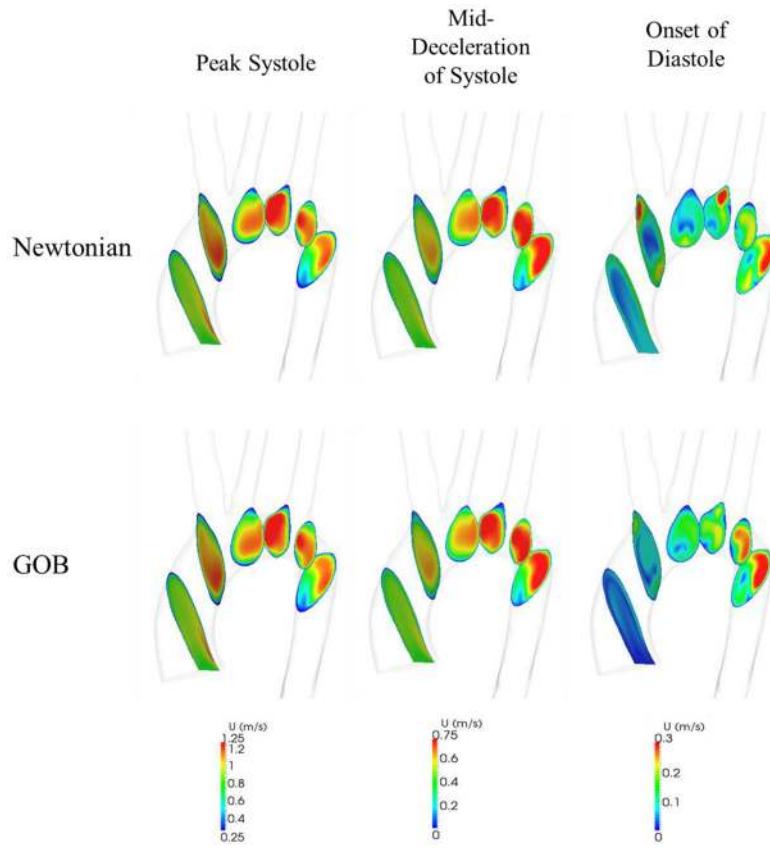 Peak Systole
Mid-
Deceleration
of Systole
Onset of
Diastole
Newtonian
GOB
U (m/s)
1.25
1.2
1
0.8
0.6
0.4
0.25
U (m/s)
0.75
0.6
0.4
0.2
0
U (m/s)
0.3
0.2
0.1
0